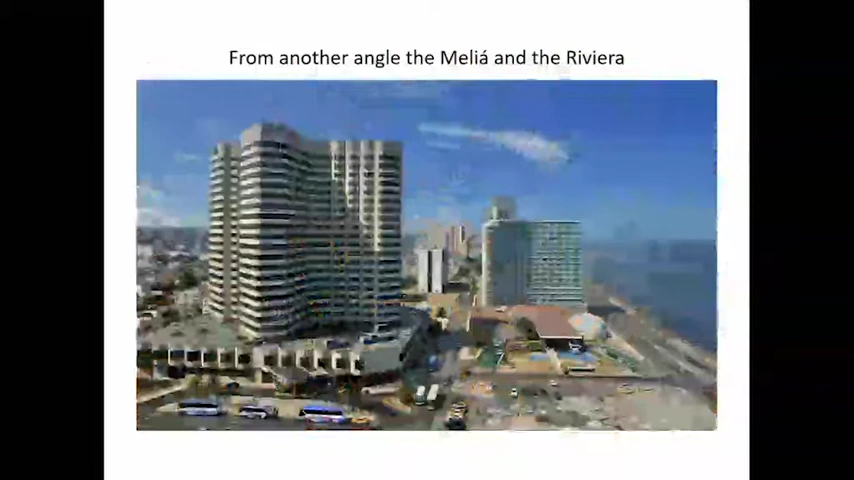 From another angle the Meliá and the Riviera